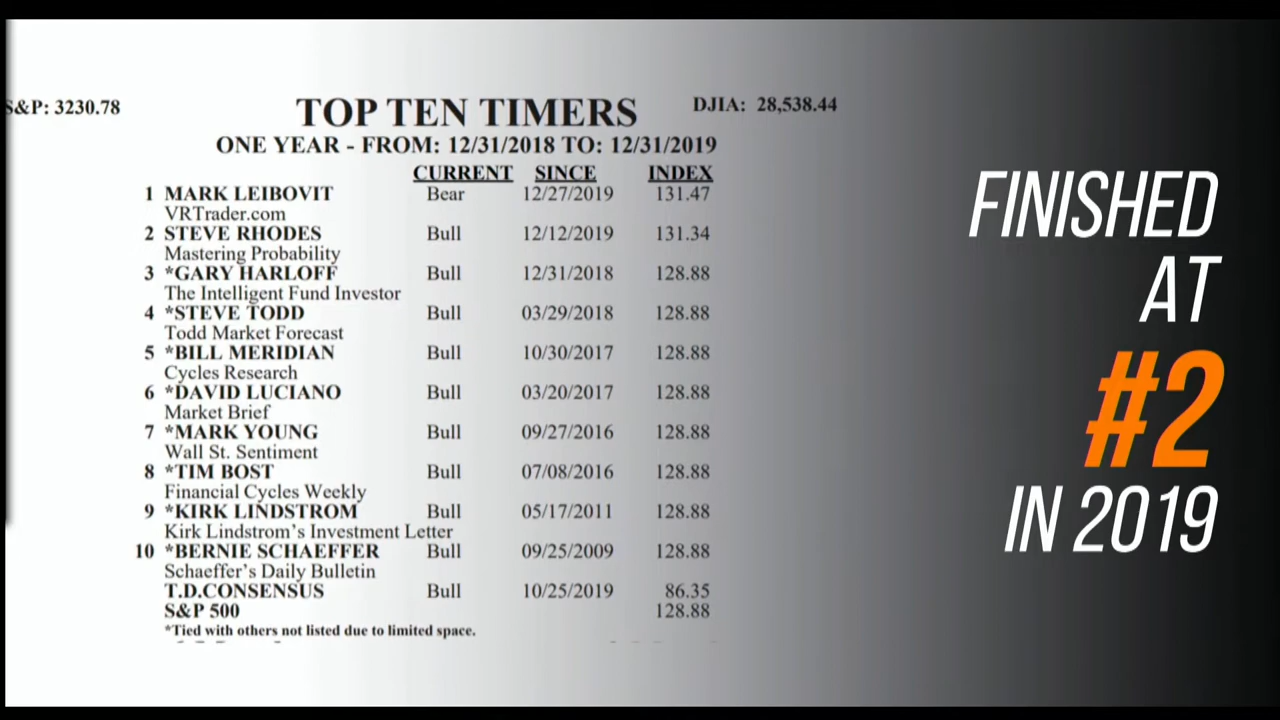 S&P: 3230.78
TOP TEN TIMERS
DJIA: 28,538.44
ONE YEAR - FROM: 12/31/2018 TO: 12/31/2019
CURRENT SINCE INDEX
1 MARK LEIBOVIT Bear 12/27/2019 131.47
VRTrader.com
2 STEVE RHODES Bull 12/12/2019 131.34
Mastering Probability
3 *GARY HARLOFF Bull 12/31/2018 128.88
The Intelligent Fund Investor
4 *STEVE TODD Bull 03/29/2018 128.88
Todd Market Forecast
5 *BILL MERIDIAN Bull 10/30/2017 128.88
Cycles Research
6 *DAVID LUCIANO Bull 03/20/2017 128.88
Market Brief
7 *MARK YOUNG Bull 09/27/2016 128.88
Wall St. Sentiment
8 *TIM BOST Bull 07/08/2016 128.88
Financial Cycles Weekly
9 *KIRK LINDSTROM Bull 05/17/2011 128.88
Kirk Lindstrom's Investment Letter
10 *BERNIE SCHAEFFER Bull 09/25/2009 128.88
Schaeffer's Daily Bulletin
T.D.CONSENSUS Bull 10/25/2019 86.35
S&P 500 128.88
*Tied with others not listed due to limited space.
FINISHED
AT
#2
IN 2019